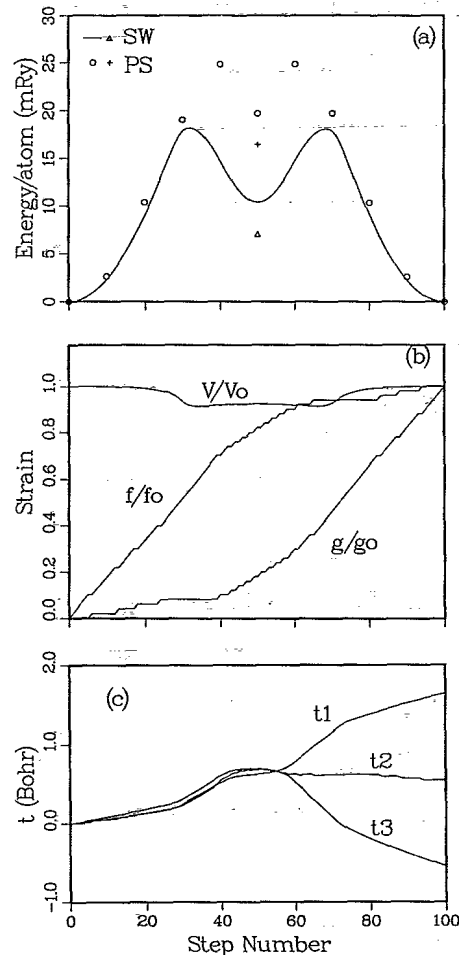 SW (a)
PS
30
25
20
15
10
5
0
Energy/atom (mRy)
(b)
V/Vo
f/fo
g/go
1.0
0.8
0.6
0.4
0.2
0.0
Strain
(c)
t1
t2
t3
2.0
1.0
0.0
-1.0
t (Bohr)
0 20 40 60 80 100
Step Number